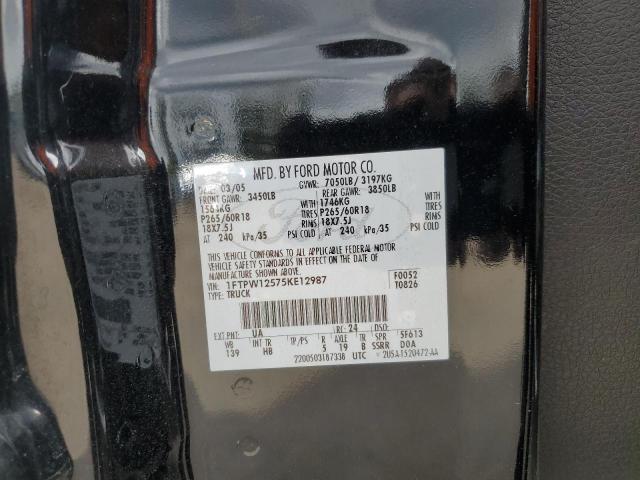 MFD. BY FORD MOTOR CO.
DATE: 03/05 GVWR: 7050LB/ 3197KG
FRONT GAWR: 3450LB REAR GAWR: 3850LB
1564KG WITH 1746KG WITH
P265/60R18 TIRES P265/60R18 TIRES
18X7.5J RIMS 18X7.5J RIMS
AT 240 kPa/35 PSI COLD AT 240 kPa/35 PSI COLD
THIS VEHICLE CONFORMS TO ALL APPLICABLE FEDERAL MOTOR
VEHICLE SAFETY STANDARDS IN EFFECT ON THE DATE OF MANUFACTURE
SHOWN ABOVE.
VIN: 1FTPW12575KE12987 F0052
TYPE: TRUCK T0826
EXT PNT: UA RC: 24 DSO:
WB INT TR TP/PS R AXLE TR SPR 5F613
139 HB 5 19 B SSRR D0A
2200503187338 UTC 2U5A-1520472-AA
Ford